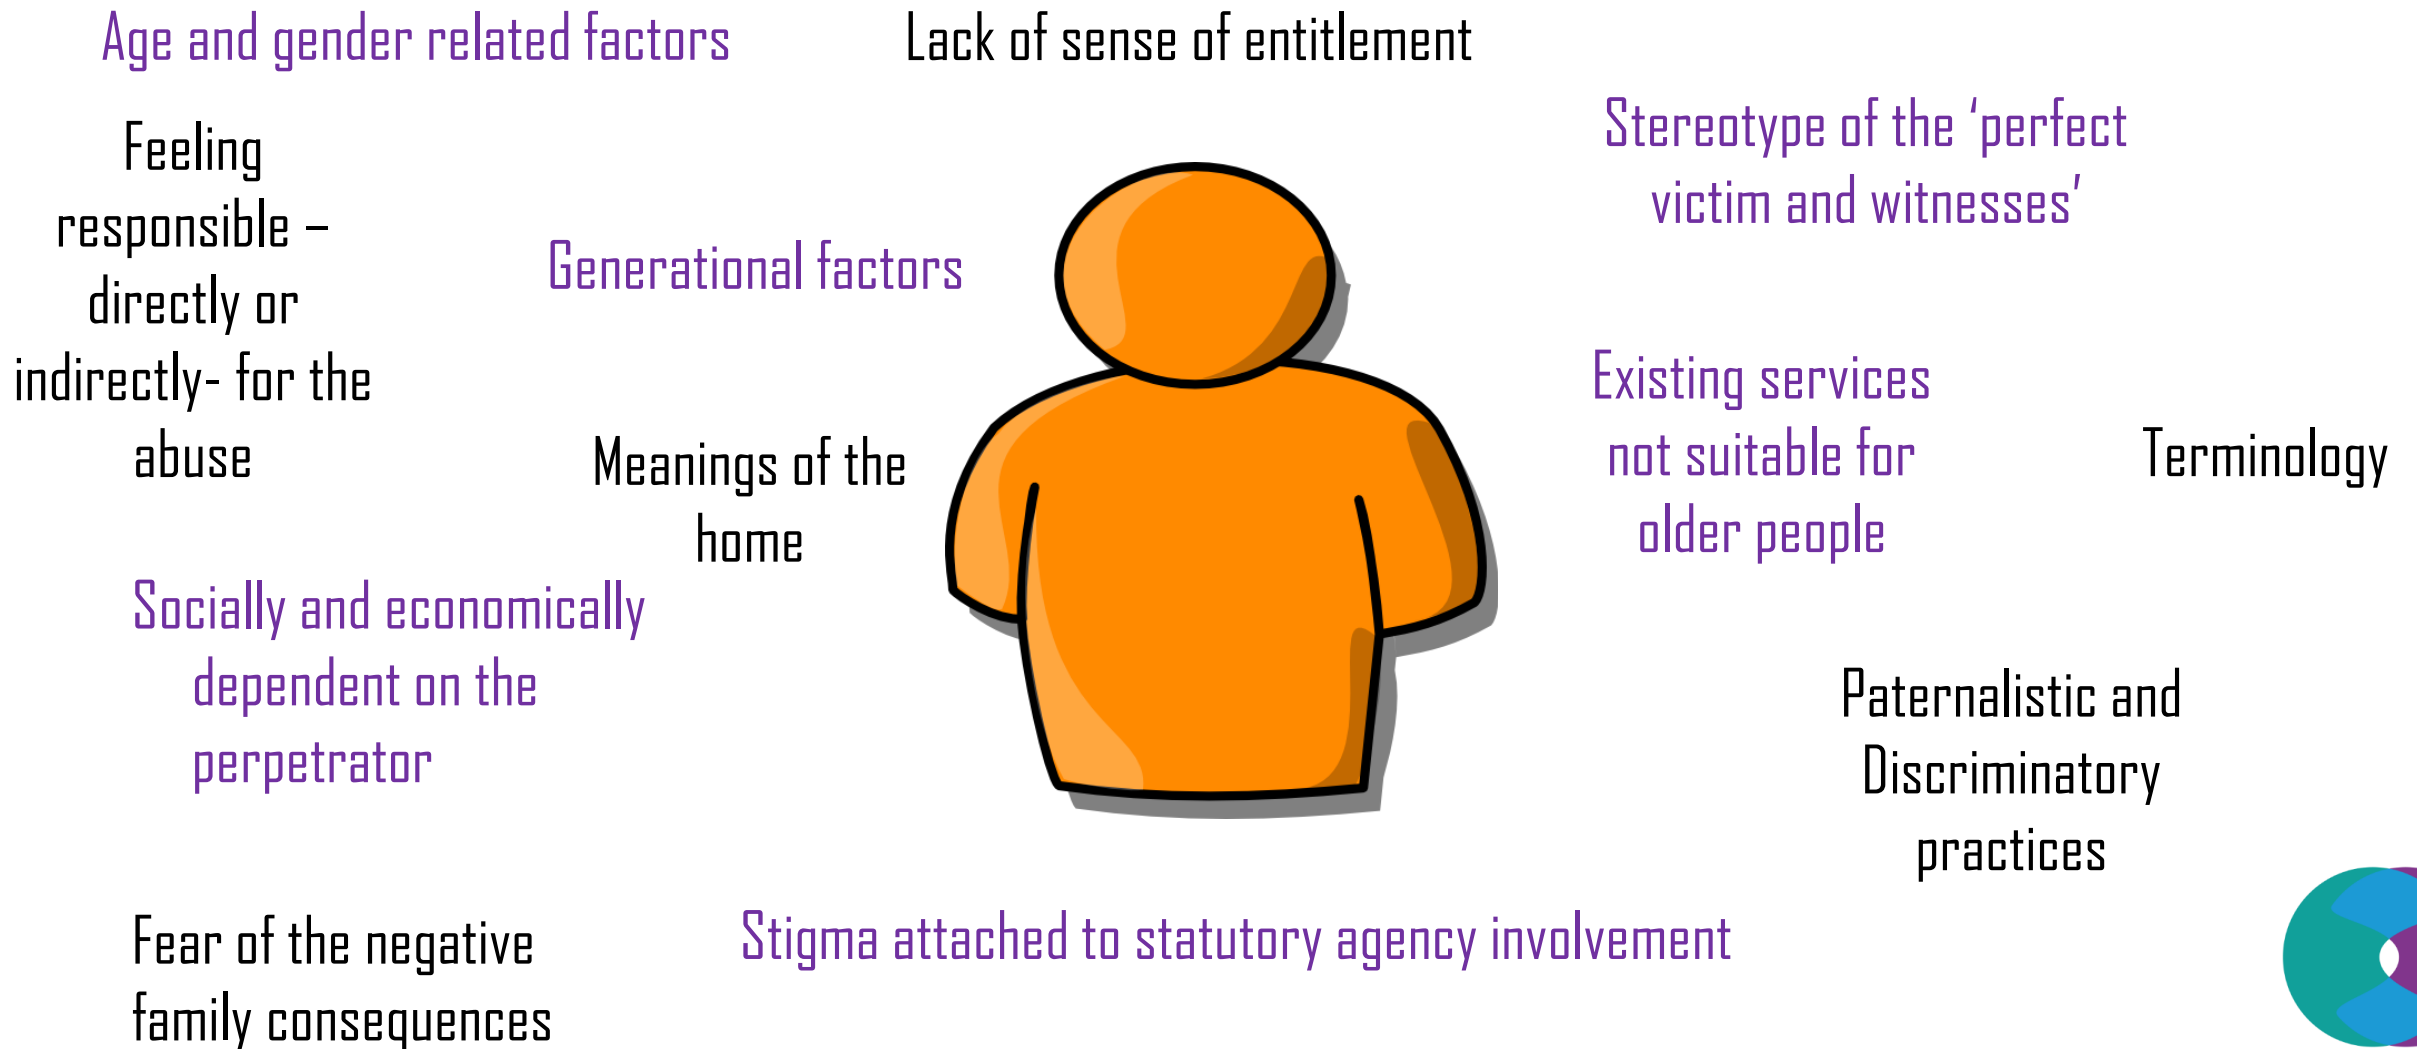 Age and gender related factors
Lack of sense of entitlement
Stereotype of the ‘perfect
victim and witnesses’
Feeling
responsible –
directly or
indirectly- for the
abuse
Generational factors
Meanings of the
home
Existing services
not suitable for
older people
Terminology
Socially and economically
dependent on the
perpetrator
Paternalistic and
Discriminatory
practices
Fear of the negative
family consequences
Stigma attached to statutory agency involvement